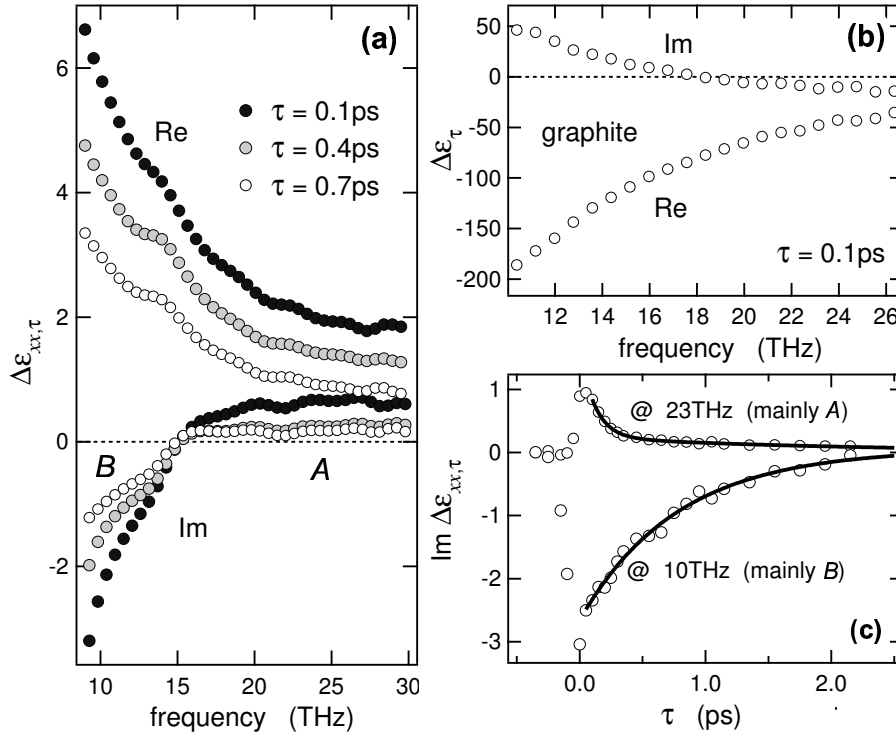 (a)
Re
τ = 0.1ps
τ = 0.4ps
τ = 0.7ps
B
A
Im
Δε_xx,τ
6
4
2
0
-2
10 15 20 25 30
frequency (THz)
(b)
Im
graphite
Re
τ = 0.1ps
Δε_τ
50
0
-50
-100
-150
-200
12 14 16 18 20 22 24 26
frequency (THz)
@ 23THz (mainly A)
@ 10THz (mainly B)
(c)
Im Δε_xx,τ
1
0
-1
-2
-3
0.0 1.0 2.0
τ (ps)